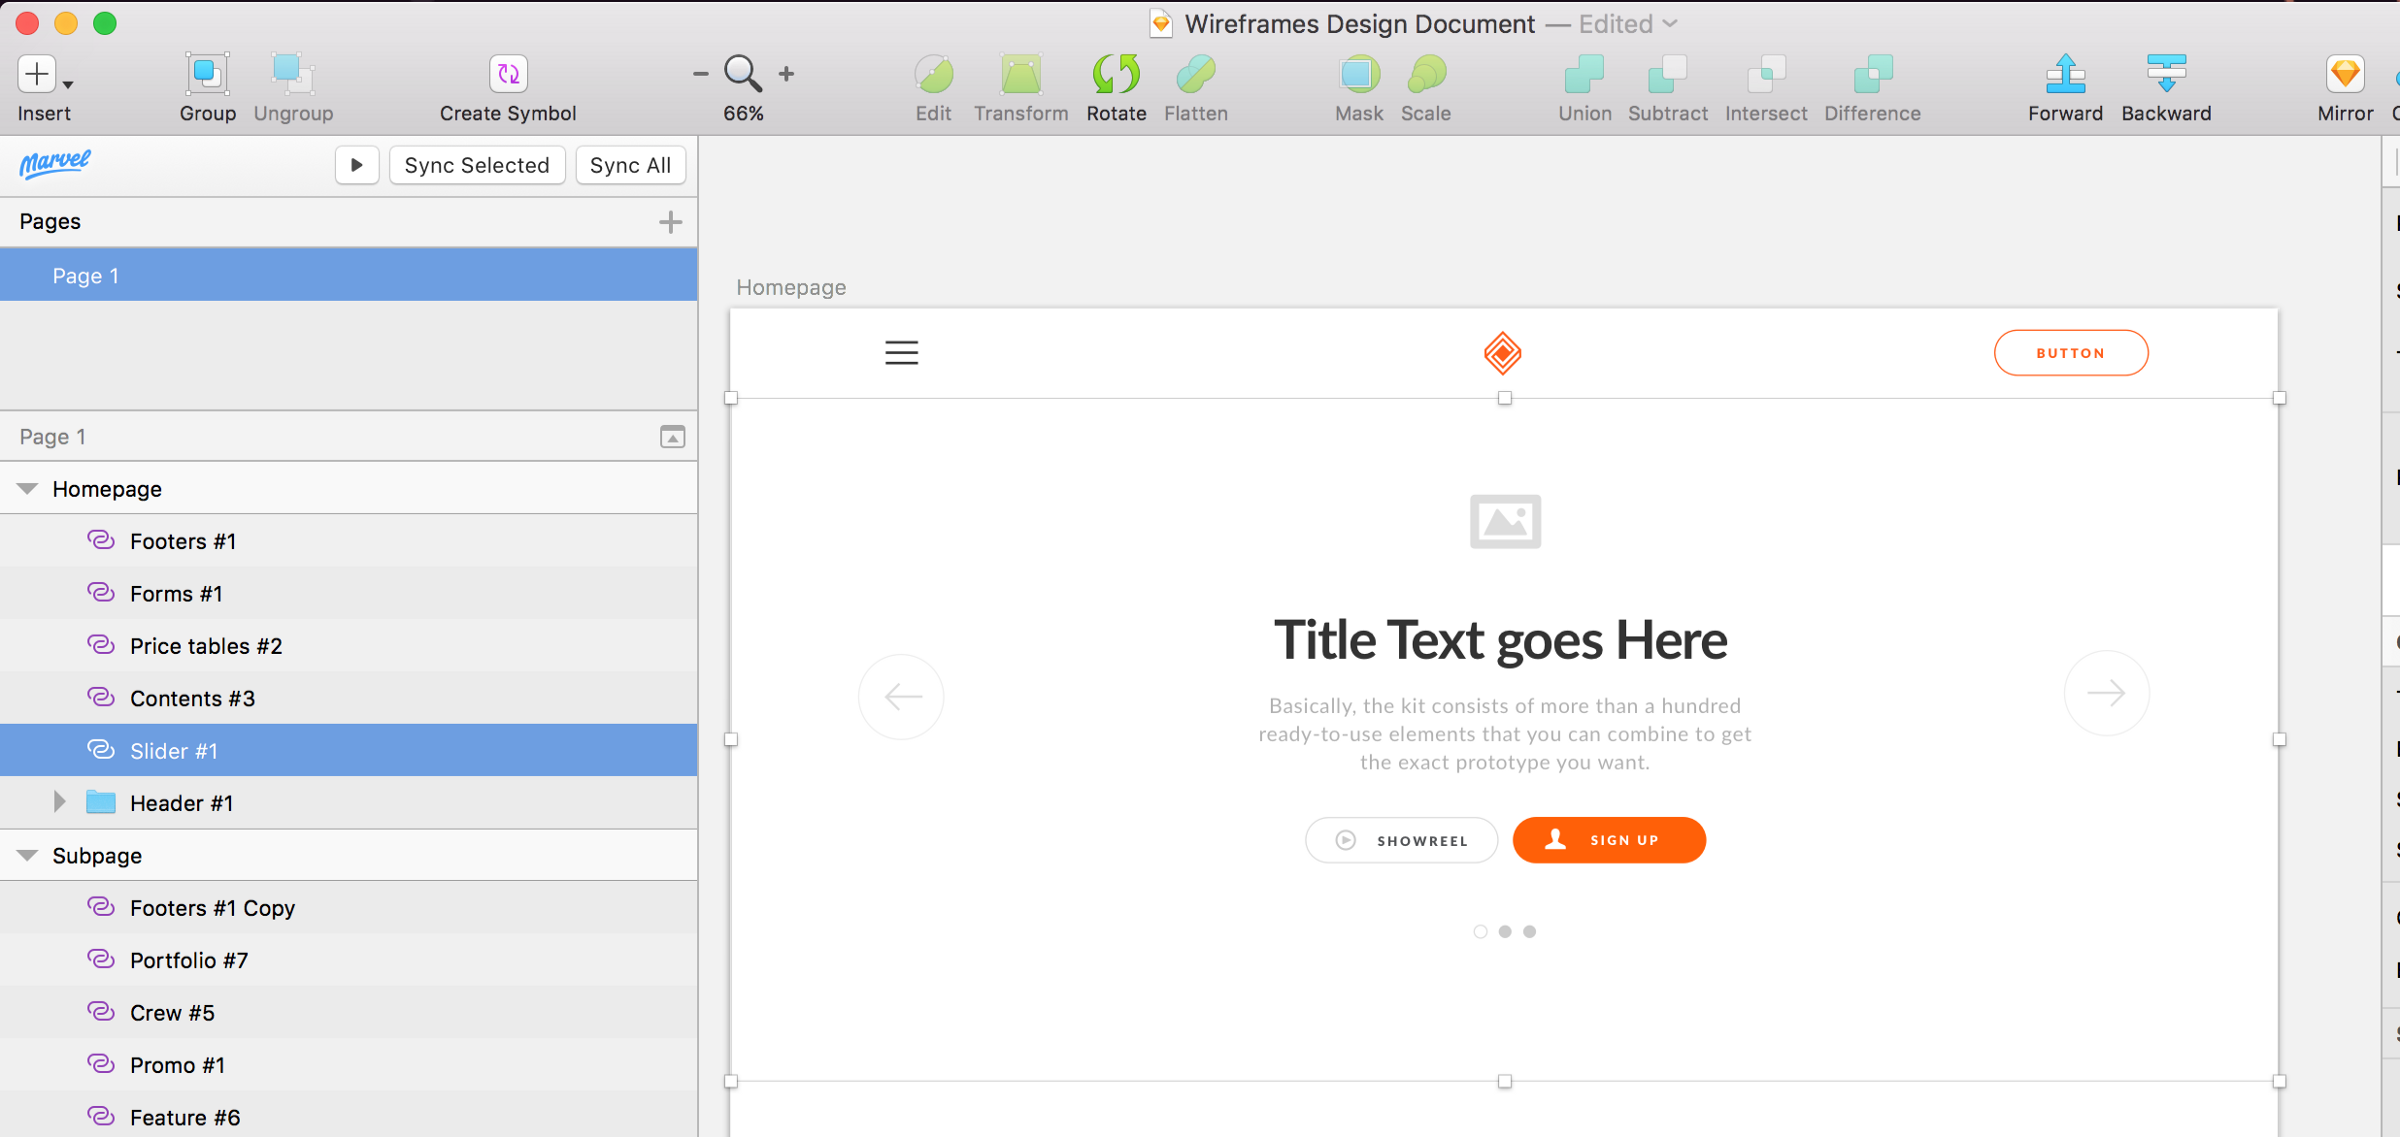 Wireframes Design Document — Edited
Insert
Group
Ungroup
Create Symbol
66%
Edit
Transform
Rotate
Flatten
Mask
Scale
Union
Subtract
Intersect
Difference
Forward
Backward
Mirror
Marvel
Sync Selected
Sync All
Pages
Page 1
Page 1
Homepage
Footers #1
Forms #1
Price tables #2
Contents #3
Slider #1
Header #1
Subpage
Footers #1 Copy
Portfolio #7
Crew #5
Promo #1
Feature #6
Homepage
BUTTON
Title Text goes Here
Basically, the kit consists of more than a hundred
ready-to-use elements that you can combine to get
the exact prototype you want.
SHOWREEL
SIGN UP